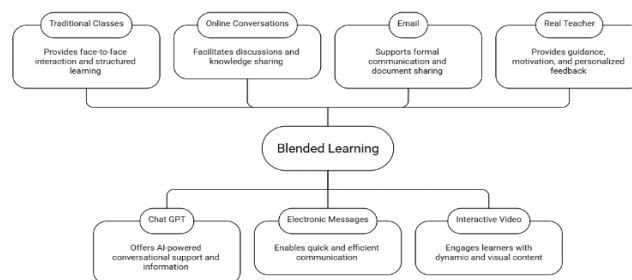 Traditional Classes
Provides face-to-face
interaction and structured
learning
Online Conversations
Facilitates discussions and
knowledge sharing
Email
Supports formal
communication and
document sharing
Real Teacher
Provides guidance,
motivation, and personalized
feedback
Blended Learning
Chat GPT
Offers AI-powered
conversational support and
information
Electronic Messages
Enables quick and efficient
communication
Interactive Video
Engages learners with
dynamic and visual content